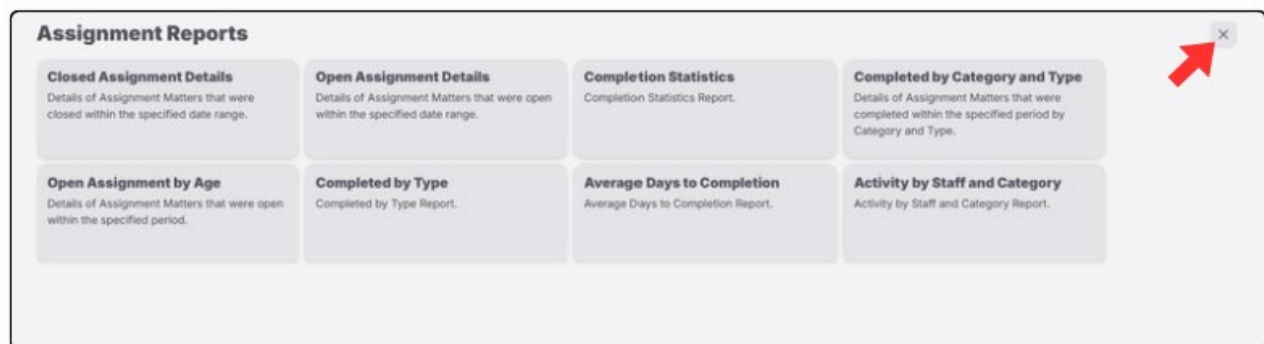 Assignment Reports
Closed Assignment Details
Details of Assignment Matters that were
closed within the specified date range.
Open Assignment Details
Details of Assignment Matters that were open
within the specified date range.
Completion Statistics
Completion Statistics Report.
Completed by Category and Type
Details of Assignment Matters that were
completed within the specified period by
Category and Type.
Open Assignment by Age
Details of Assignment Matters that were open
within the specified period.
Completed by Type
Completed by Type Report.
Average Days to Completion
Average Days to Completion Report.
Activity by Staff and Category
Activity by Staff and Category Report.